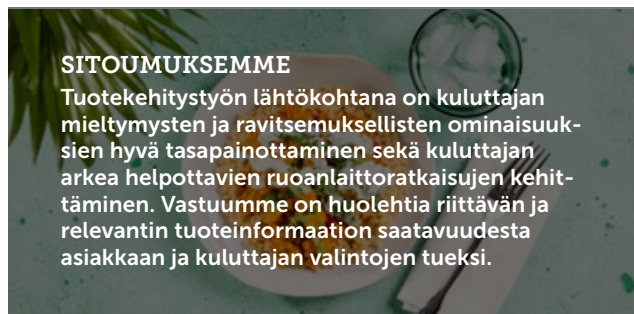 SITOUMUKSEMME
Tuotekehitystyön lähtökohtana on kuluttajan
mieltymysten ja ravitsemuksellisten ominaisuuk-
sien hyvä tasapainottaminen sekä kuluttajan
arkea helpottavien ruoanlaittoratkaisujen kehit-
täminen. Vastuumme on huolehtia riittävän ja
relevantin tuoteinformaation saatavuudesta
asiakkaan ja kuluttajan valintojen tueksi.